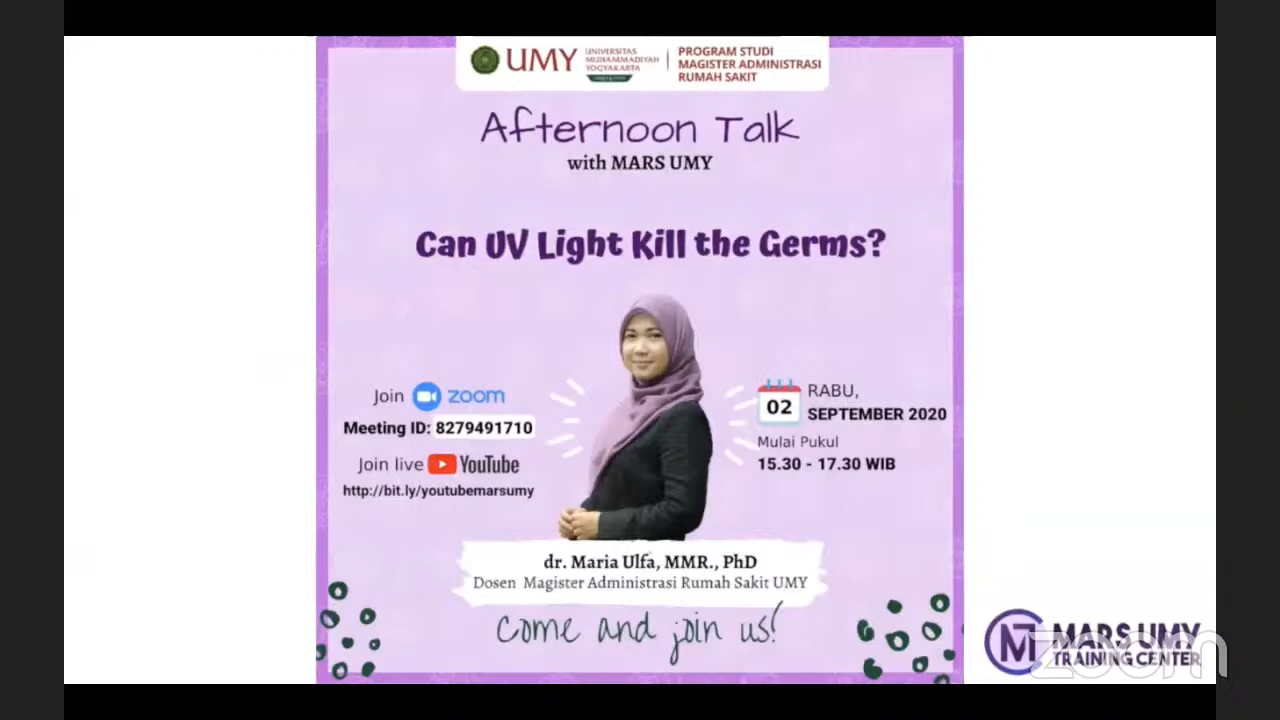 UMY
UNIVERSITAS
MUHAMMADIYAH
YOGYAKARTA
PROGRAM STUDI
MAGISTER ADMINISTRASI
RUMAH SAKIT
Afternoon Talk
with MARS UMY
Can UV Light Kill the Germs?
Join zoom
Meeting ID: 8279491710
Join live YouTube
http://bit.ly/youtubemarsumy
02
RABU,
SEPTEMBER 2020
Mulai Pukul
15.30 - 17.30 WIB
dr. Maria Ulfa, MMR., PhD
Dosen Magister Administrasi Rumah Sakit UMY
come and join us!
MARS UMY
TRAINING CENTER
zoom